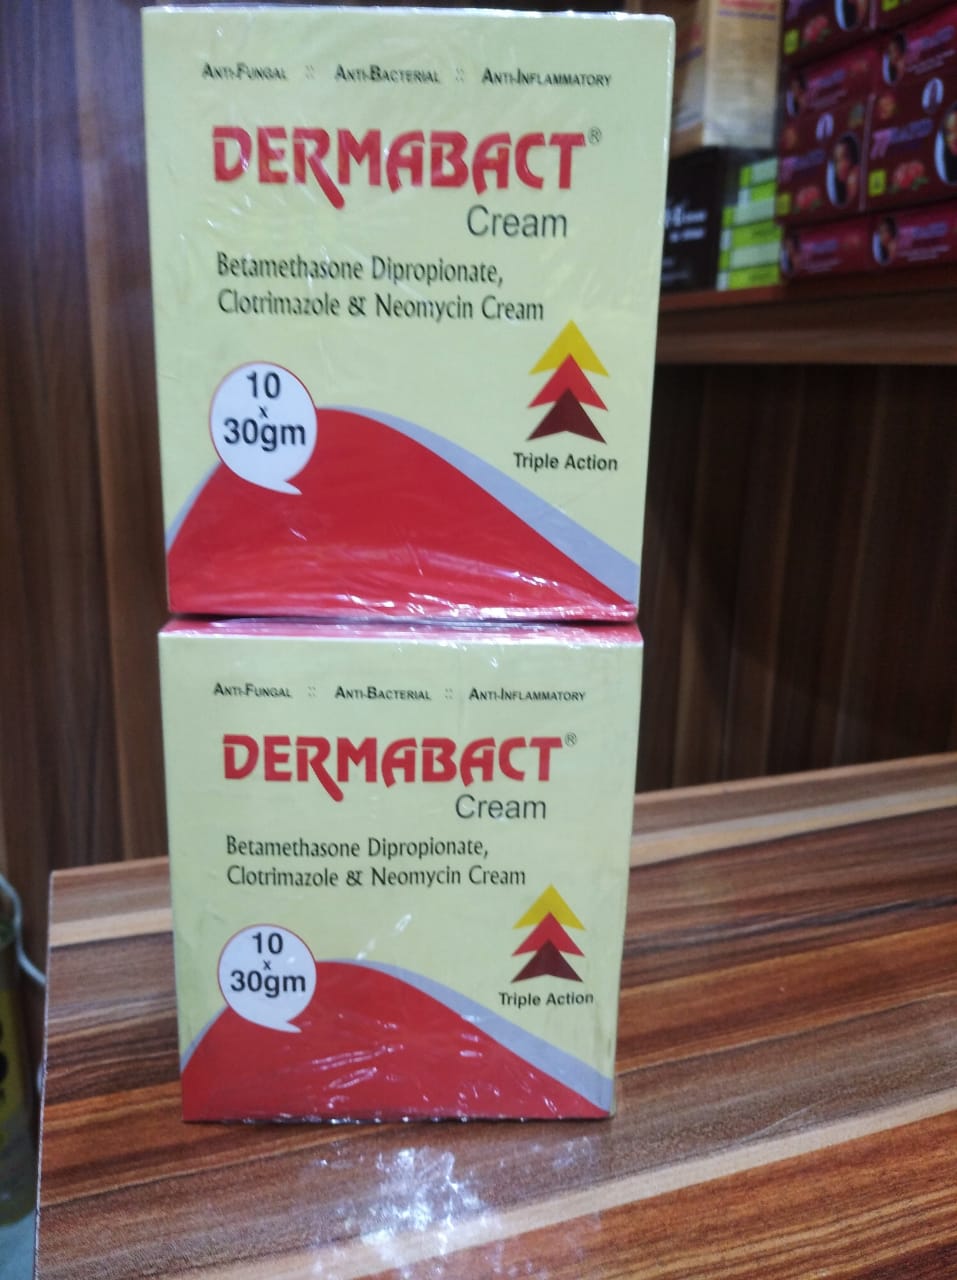 ANTI-FUNGAL :: ANTI-BACTERIAL :: ANTI-INFLAMMATORY
DERMABACT®
Cream
Betamethasone Dipropionate,
Clotrimazole & Neomycin Cream
10
x
30gm
Triple Action
ANTI-FUNGAL :: ANTI-BACTERIAL :: ANTI-INFLAMMATORY
DERMABACT®
Cream
Betamethasone Dipropionate,
Clotrimazole & Neomycin Cream
10
x
30gm
Triple Action